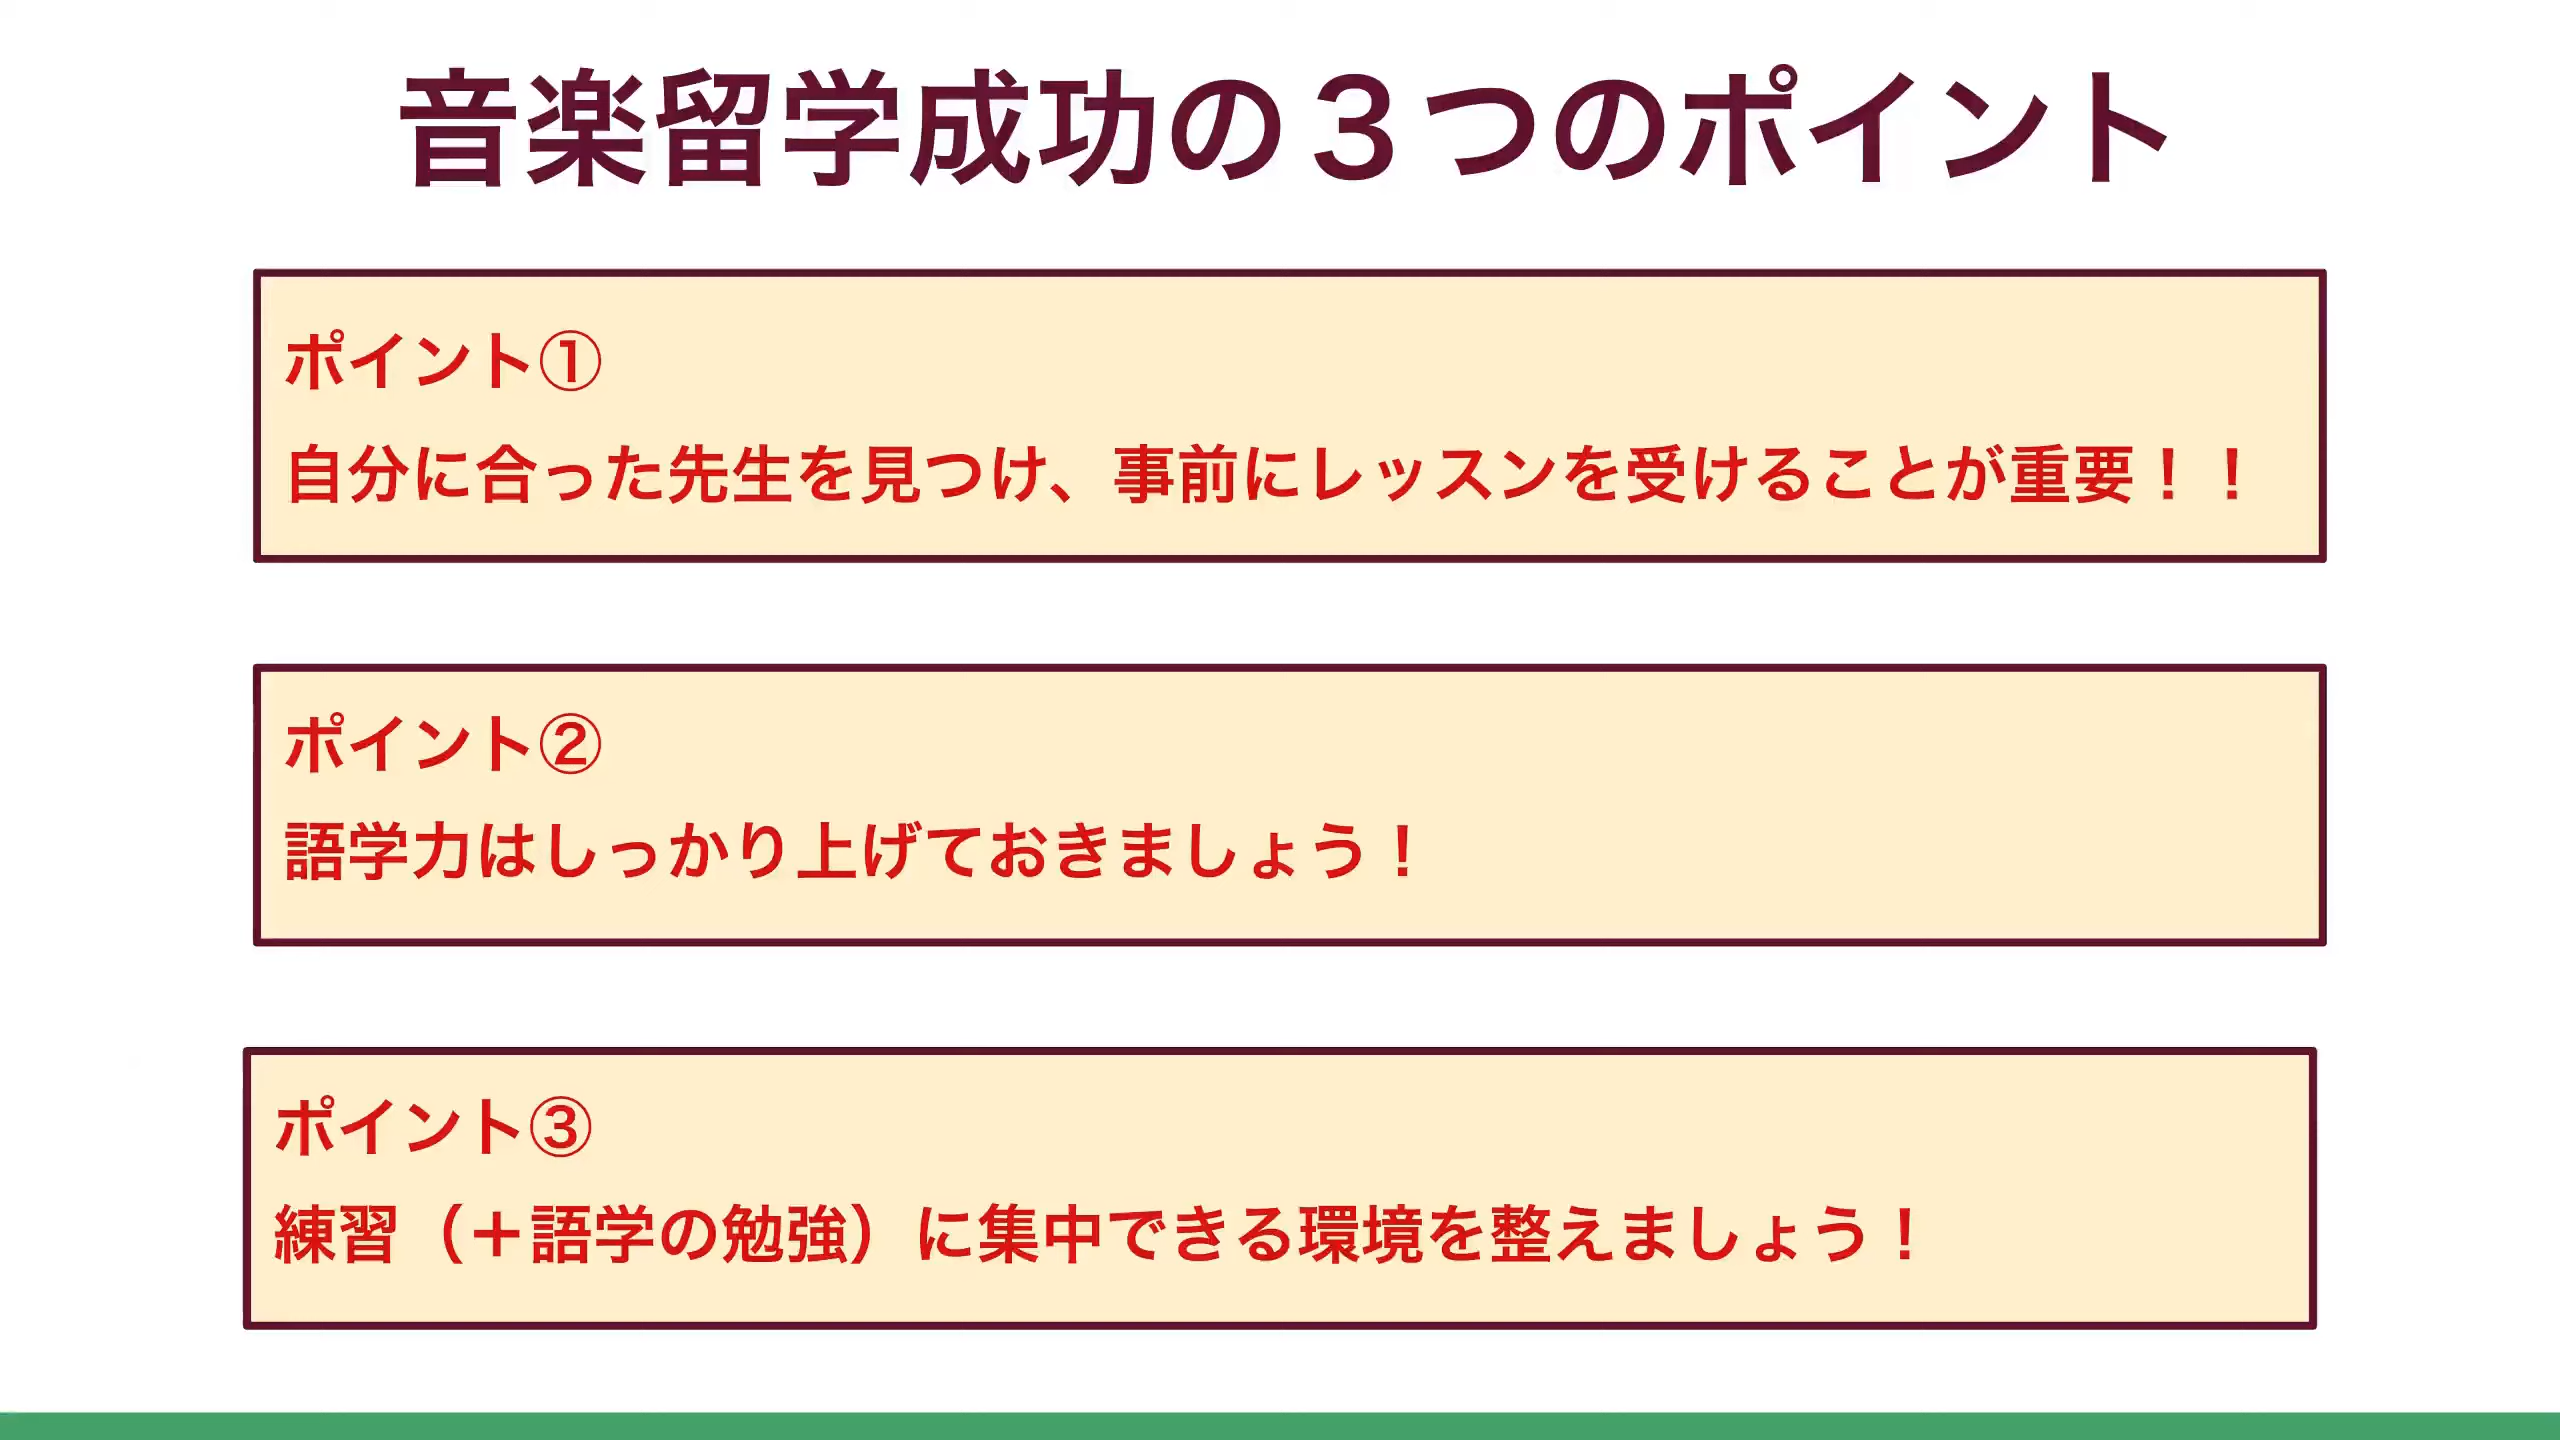 音楽留学成功の３つのポイント
ポイント①
自分に合った先生を見つけ、事前にレッスンを受けることが重要！！
ポイント②
語学力はしっかり上げておきましょう！
ポイント③
練習（＋語学の勉強）に集中できる環境を整えましょう！